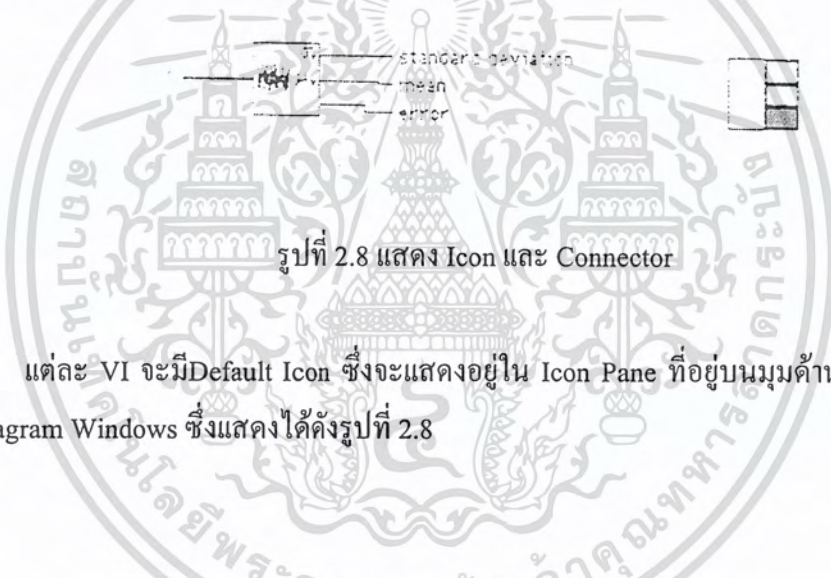 standard deviation
mean
error
รูปที่ 2.8 แสดง Icon และ Connector
แต่ละ VI จะมีDefault Icon ซึ่งจะแสดงอยู่ใน Icon Pane ที่อยู่บนมุมด้าน
agram Windows ซึ่งแสดงได้ดังรูปที่ 2.8